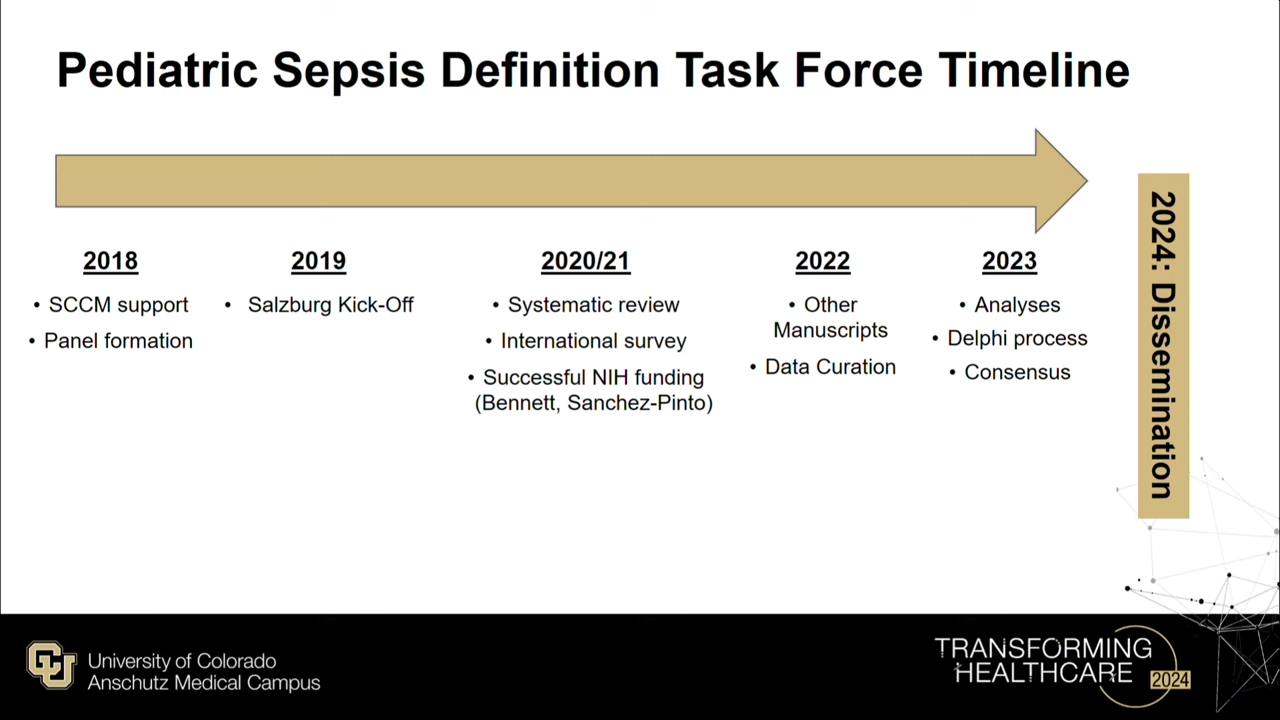 Pediatric Sepsis Definition Task Force Timeline
2018
• SCCM support
• Panel formation
2019
• Salzburg Kick-Off
2020/21
• Systematic review
• International survey
• Successful NIH funding
(Bennett, Sanchez-Pinto)
2022
• Other
Manuscripts
• Data Curation
2023
• Analyses
• Delphi process
• Consensus
2024: Dissemination
CU
University of Colorado
Anschutz Medical Campus
TRANSFORMING
HEALTHCARE
2024